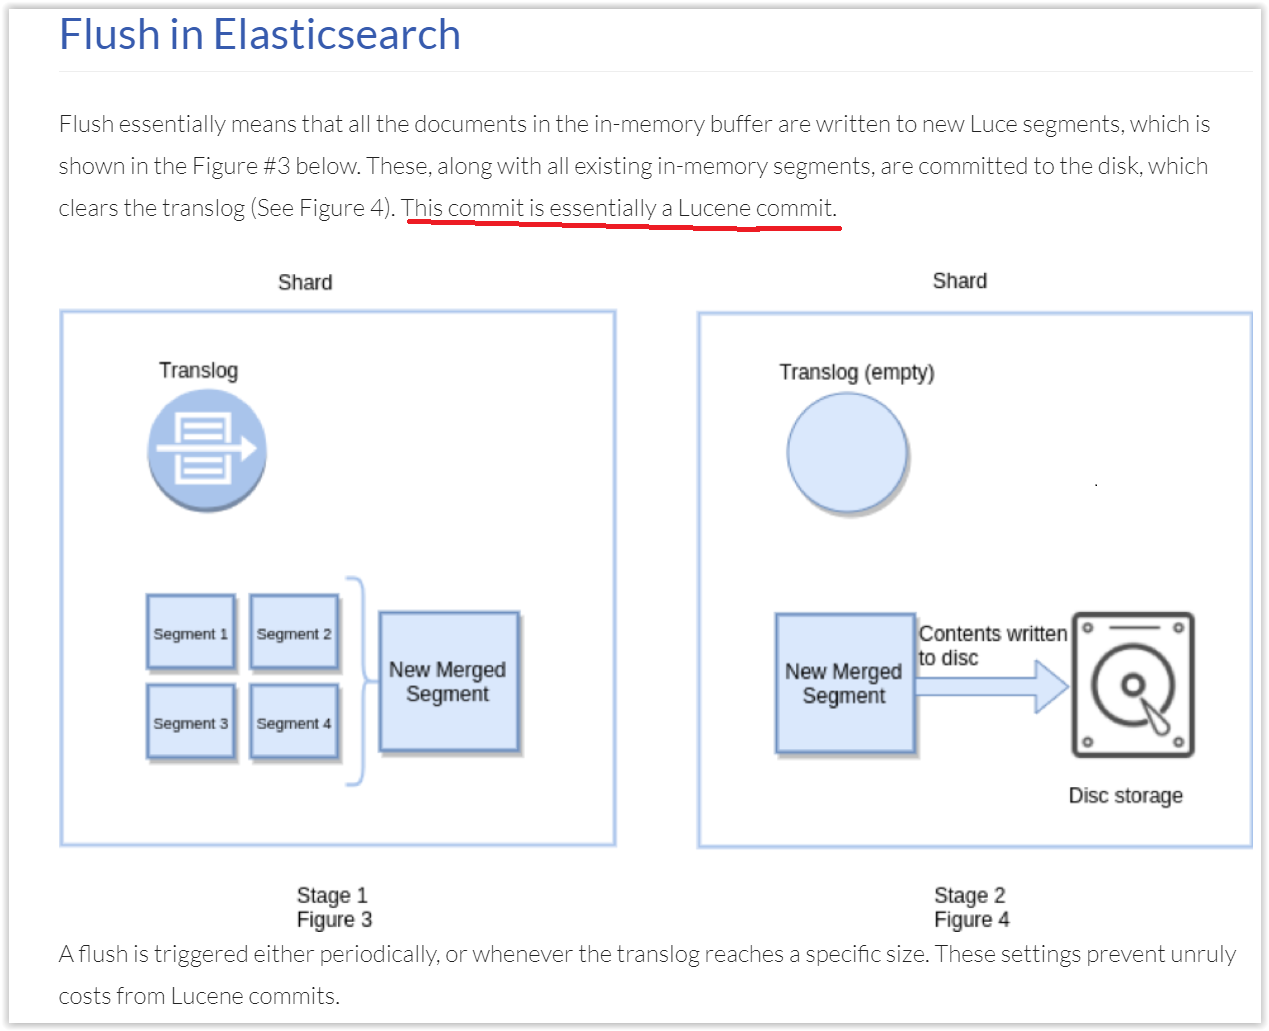 Flush in Elasticsearch
Flush essentially means that all the documents in the in-memory buffer are written to new Luce segments, which is
shown in the Figure #3 below. These, along with all existing in-memory segments, are committed to the disk, which
clears the translog (See Figure 4). This commit is essentially a Lucene commit.
Shard
Translog
Segment 1
Segment 2
Segment 3
Segment 4
New Merged
Segment
Stage 1
Figure 3
Shard
Translog (empty)
New Merged
Segment
Contents written
to disc
Disc storage
Stage 2
Figure 4
A flush is triggered either periodically, or whenever the translog reaches a specific size. These settings prevent unruly
costs from Lucene commits.